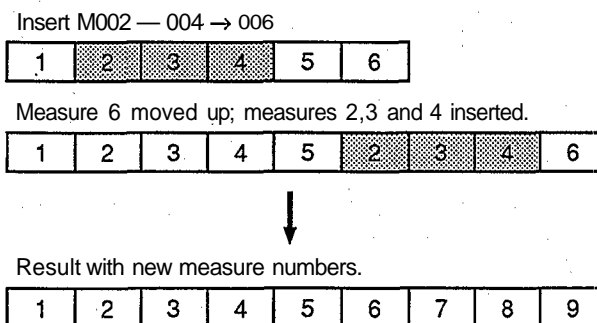 Insert M002 — 004 → 006
1 2 3 4 5 6
Measure 6 moved up; measures 2,3 and 4 inserted.
1 2 3 4 5 2 3 4 6
Result with new measure numbers.
1 2 3 4 5 6 7 8 9